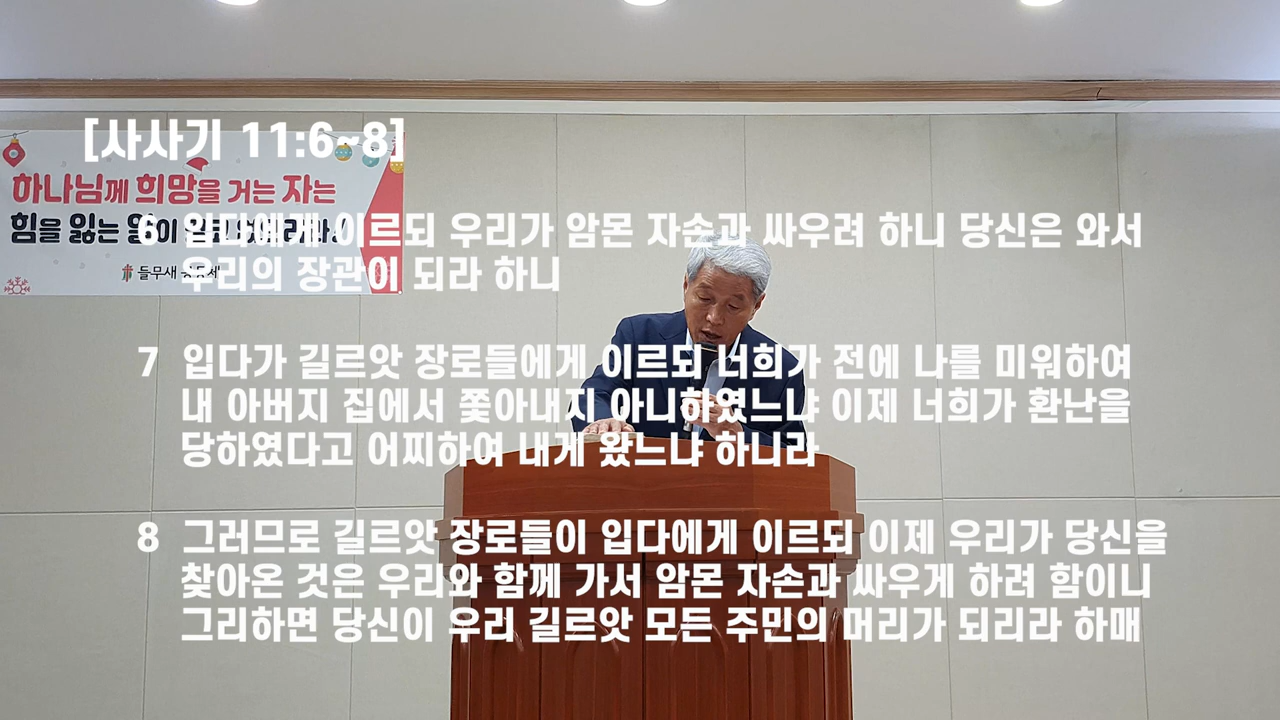 [사사기 11:6~8]
하나님께 희망을 거는 자는
힘을 잃는 일이
들무새
6 입다에게 이르되 우리가 암몬 자손과 싸우려 하니 당신은 와서
우리의 장관이 되라 하니
7 입다가 길르앗 장로들에게 이르되 너희가 전에 나를 미워하여
내 아버지 집에서 쫓아내지 아니하였느냐 이제 너희가 환난을
당하였다고 어찌하여 내게 왔느냐 하니라
8 그러므로 길르앗 장로들이 입다에게 이르되 이제 우리가 당신을
찾아온 것은 우리와 함께 가서 암몬 자손과 싸우게 하려 함이니
그리하면 당신이 우리 길르앗 모든 주민의 머리가 되리라 하매